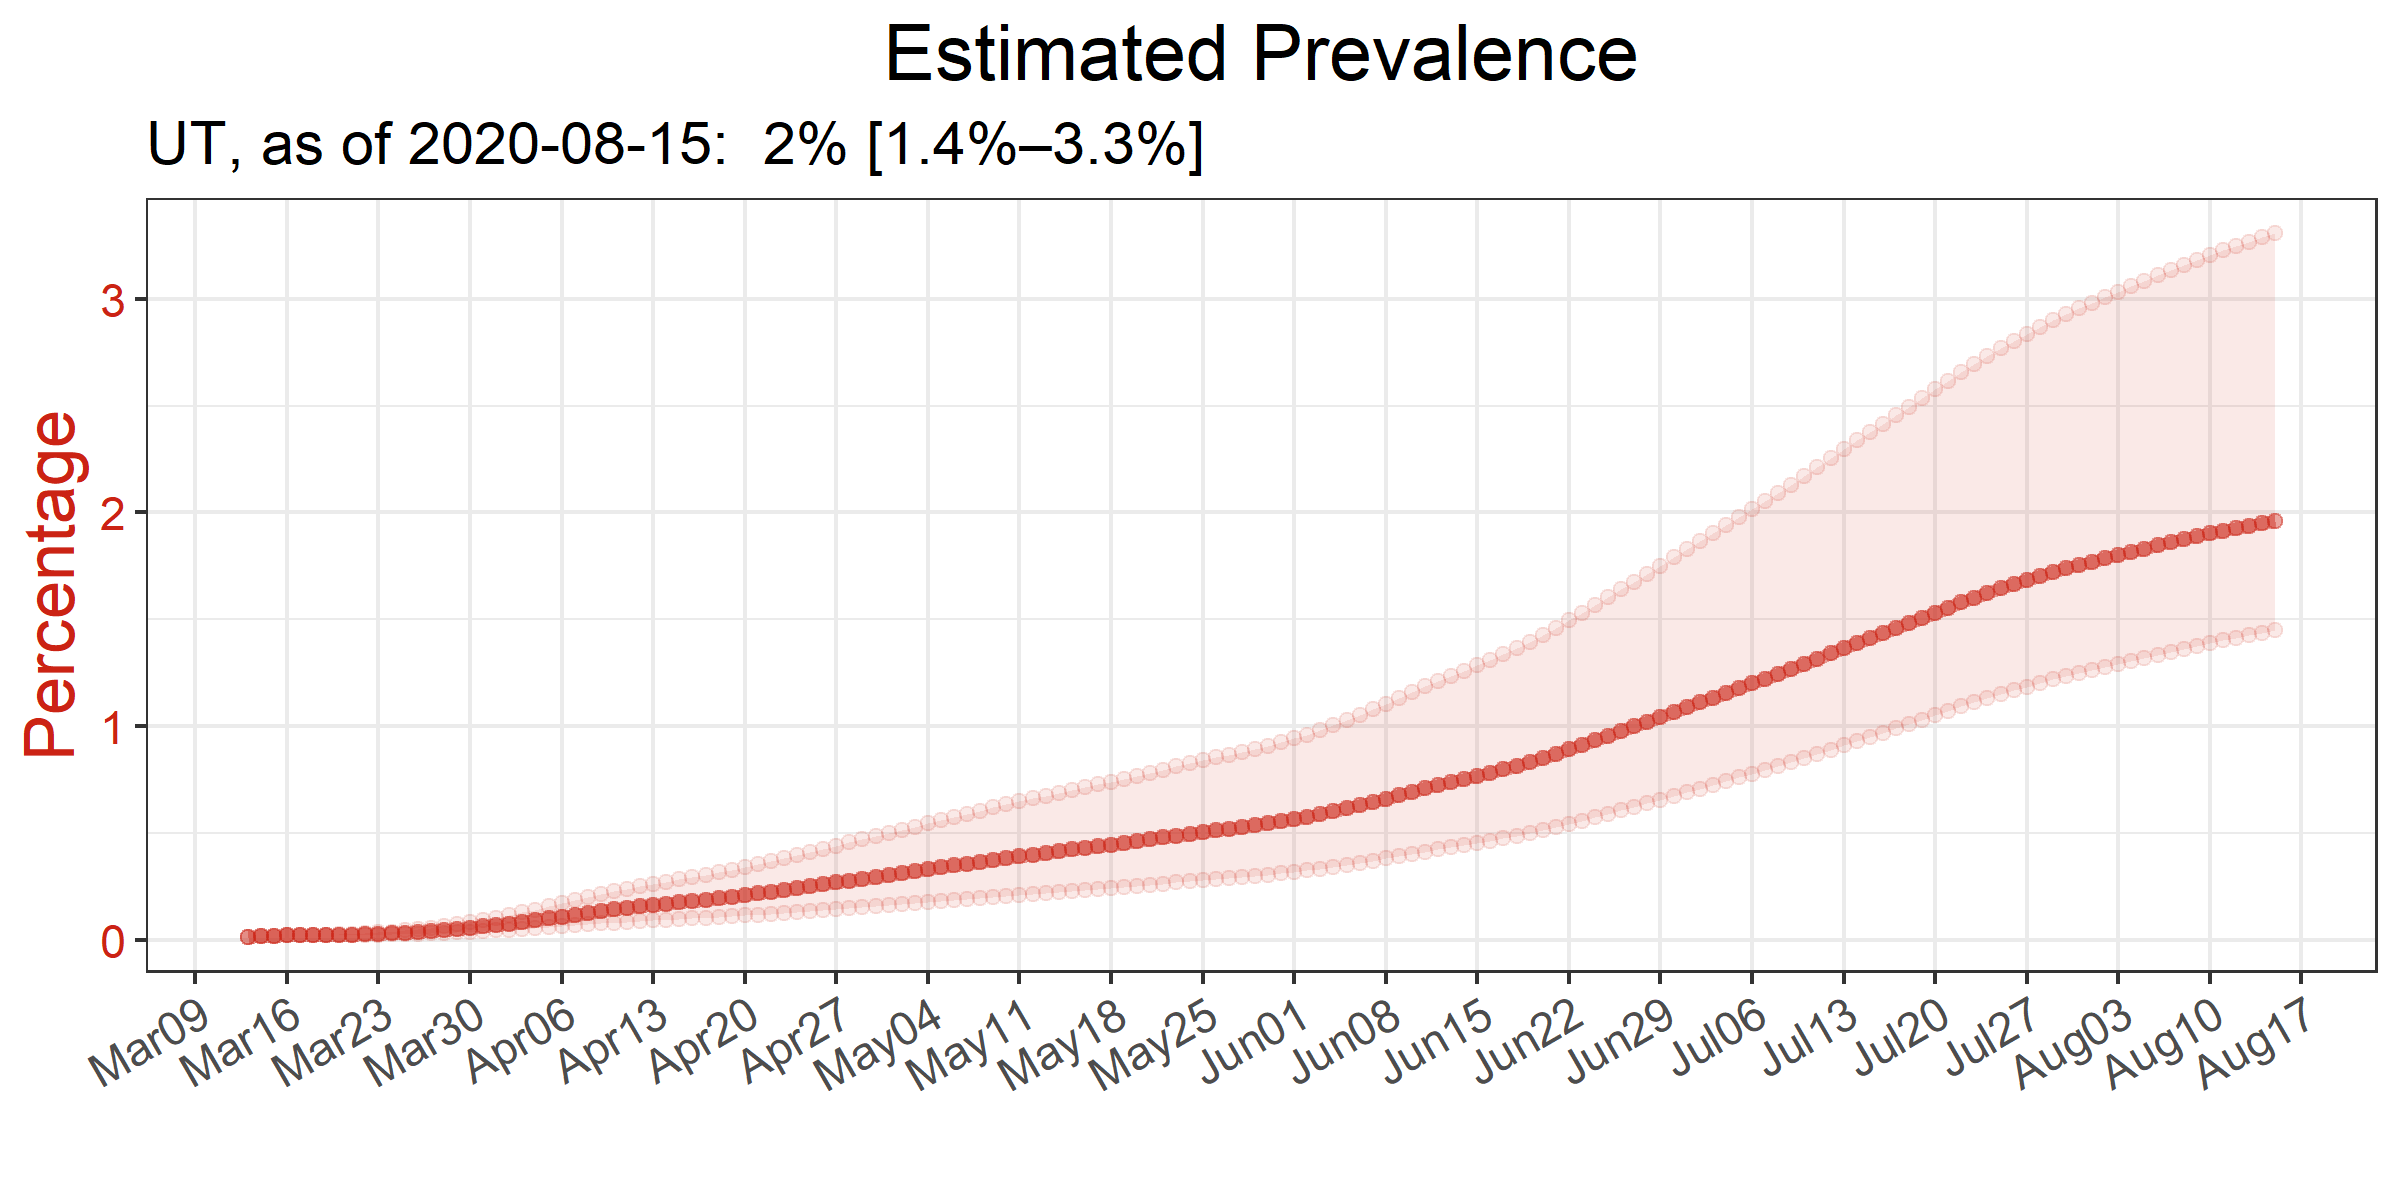 Estimated Prevalence
UT, as of 2020-08-15:  2% [1.4%–3.3%]
Percentage
3
2
1
0
Mar09
Mar16
Mar23
Mar30
Apr06
Apr13
Apr20
Apr27
May04
May11
May18
May25
Jun01
Jun08
Jun15
Jun22
Jun29
Jul06
Jul13
Jul20
Jul27
Aug03
Aug10
Aug17